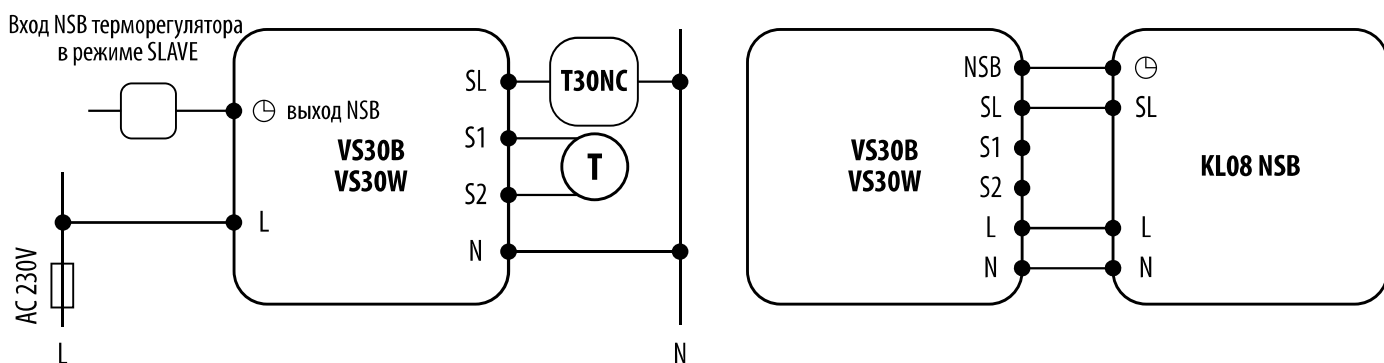 Вход NSB терморегулятора
в режиме SLAVE
выход NSB
VS30B
VS30W
L
SL
S1
S2
N
T30NC
T
AC 230V
L
N
VS30B
VS30W
NSB
SL
S1
S2
L
N
SL
L
N
KL08 NSB